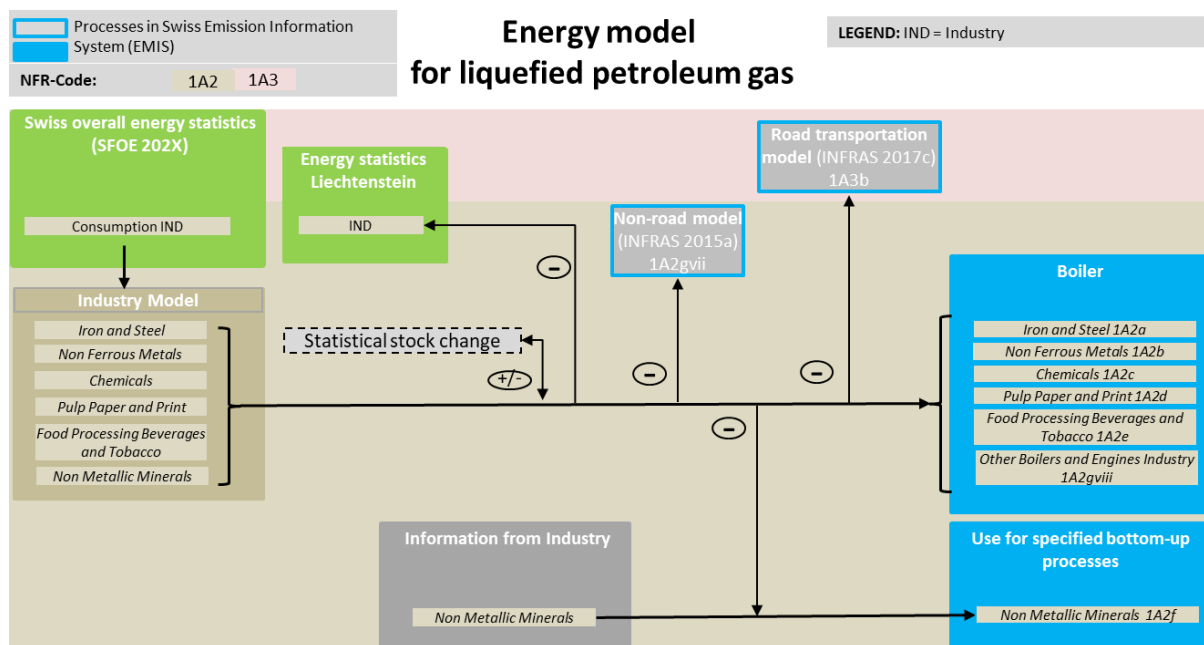 Processes in Swiss Emission Information
System (EMIS)
NFR-Code:
1A2
1A3
Energy model
for liquefied petroleum gas
LEGEND: IND = Industry
Swiss overall energy statistics
(SFOE 202X)
Consumption IND
Energy statistics
Liechtenstein
IND
Non-road model
(INFRAS 2015a)
1A2gvii
Road transportation
model (INFRAS 2017c)
1A3b
Industry Model
Iron and Steel
Non Ferrous Metals
Chemicals
Pulp Paper and Print
Food Processing Beverages
and Tobacco
Non Metallic Minerals
Statistical stock change
+/-
-
-
-
-
Boiler
Iron and Steel 1A2a
Non Ferrous Metals 1A2b
Chemicals 1A2c
Pulp Paper and Print 1A2d
Food Processing Beverages and
Tobacco 1A2e
Other Boilers and Engines Industry
1A2gviii
Information from Industry
Non Metallic Minerals
Use for specified bottom-up
processes
Non Metallic Minerals 1A2f